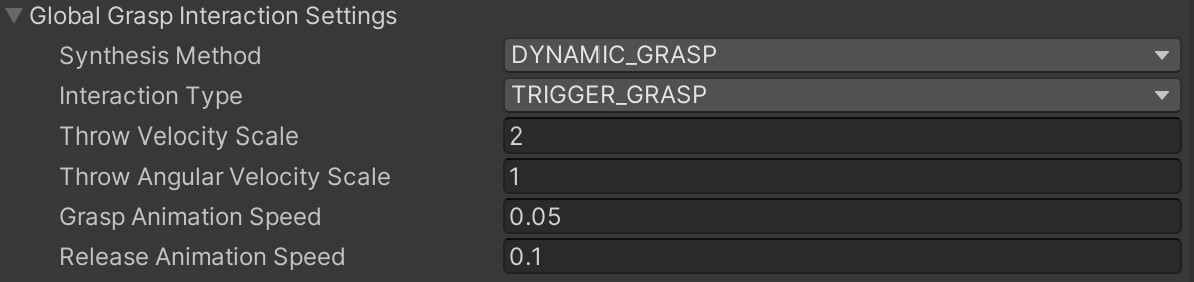 Global Grasp Interaction Settings
Synthesis Method DYNAMIC_GRASP
Interaction Type TRIGGER_GRASP
Throw Velocity Scale 2
Throw Angular Velocity Scale 1
Grasp Animation Speed 0.05
Release Animation Speed 0.1